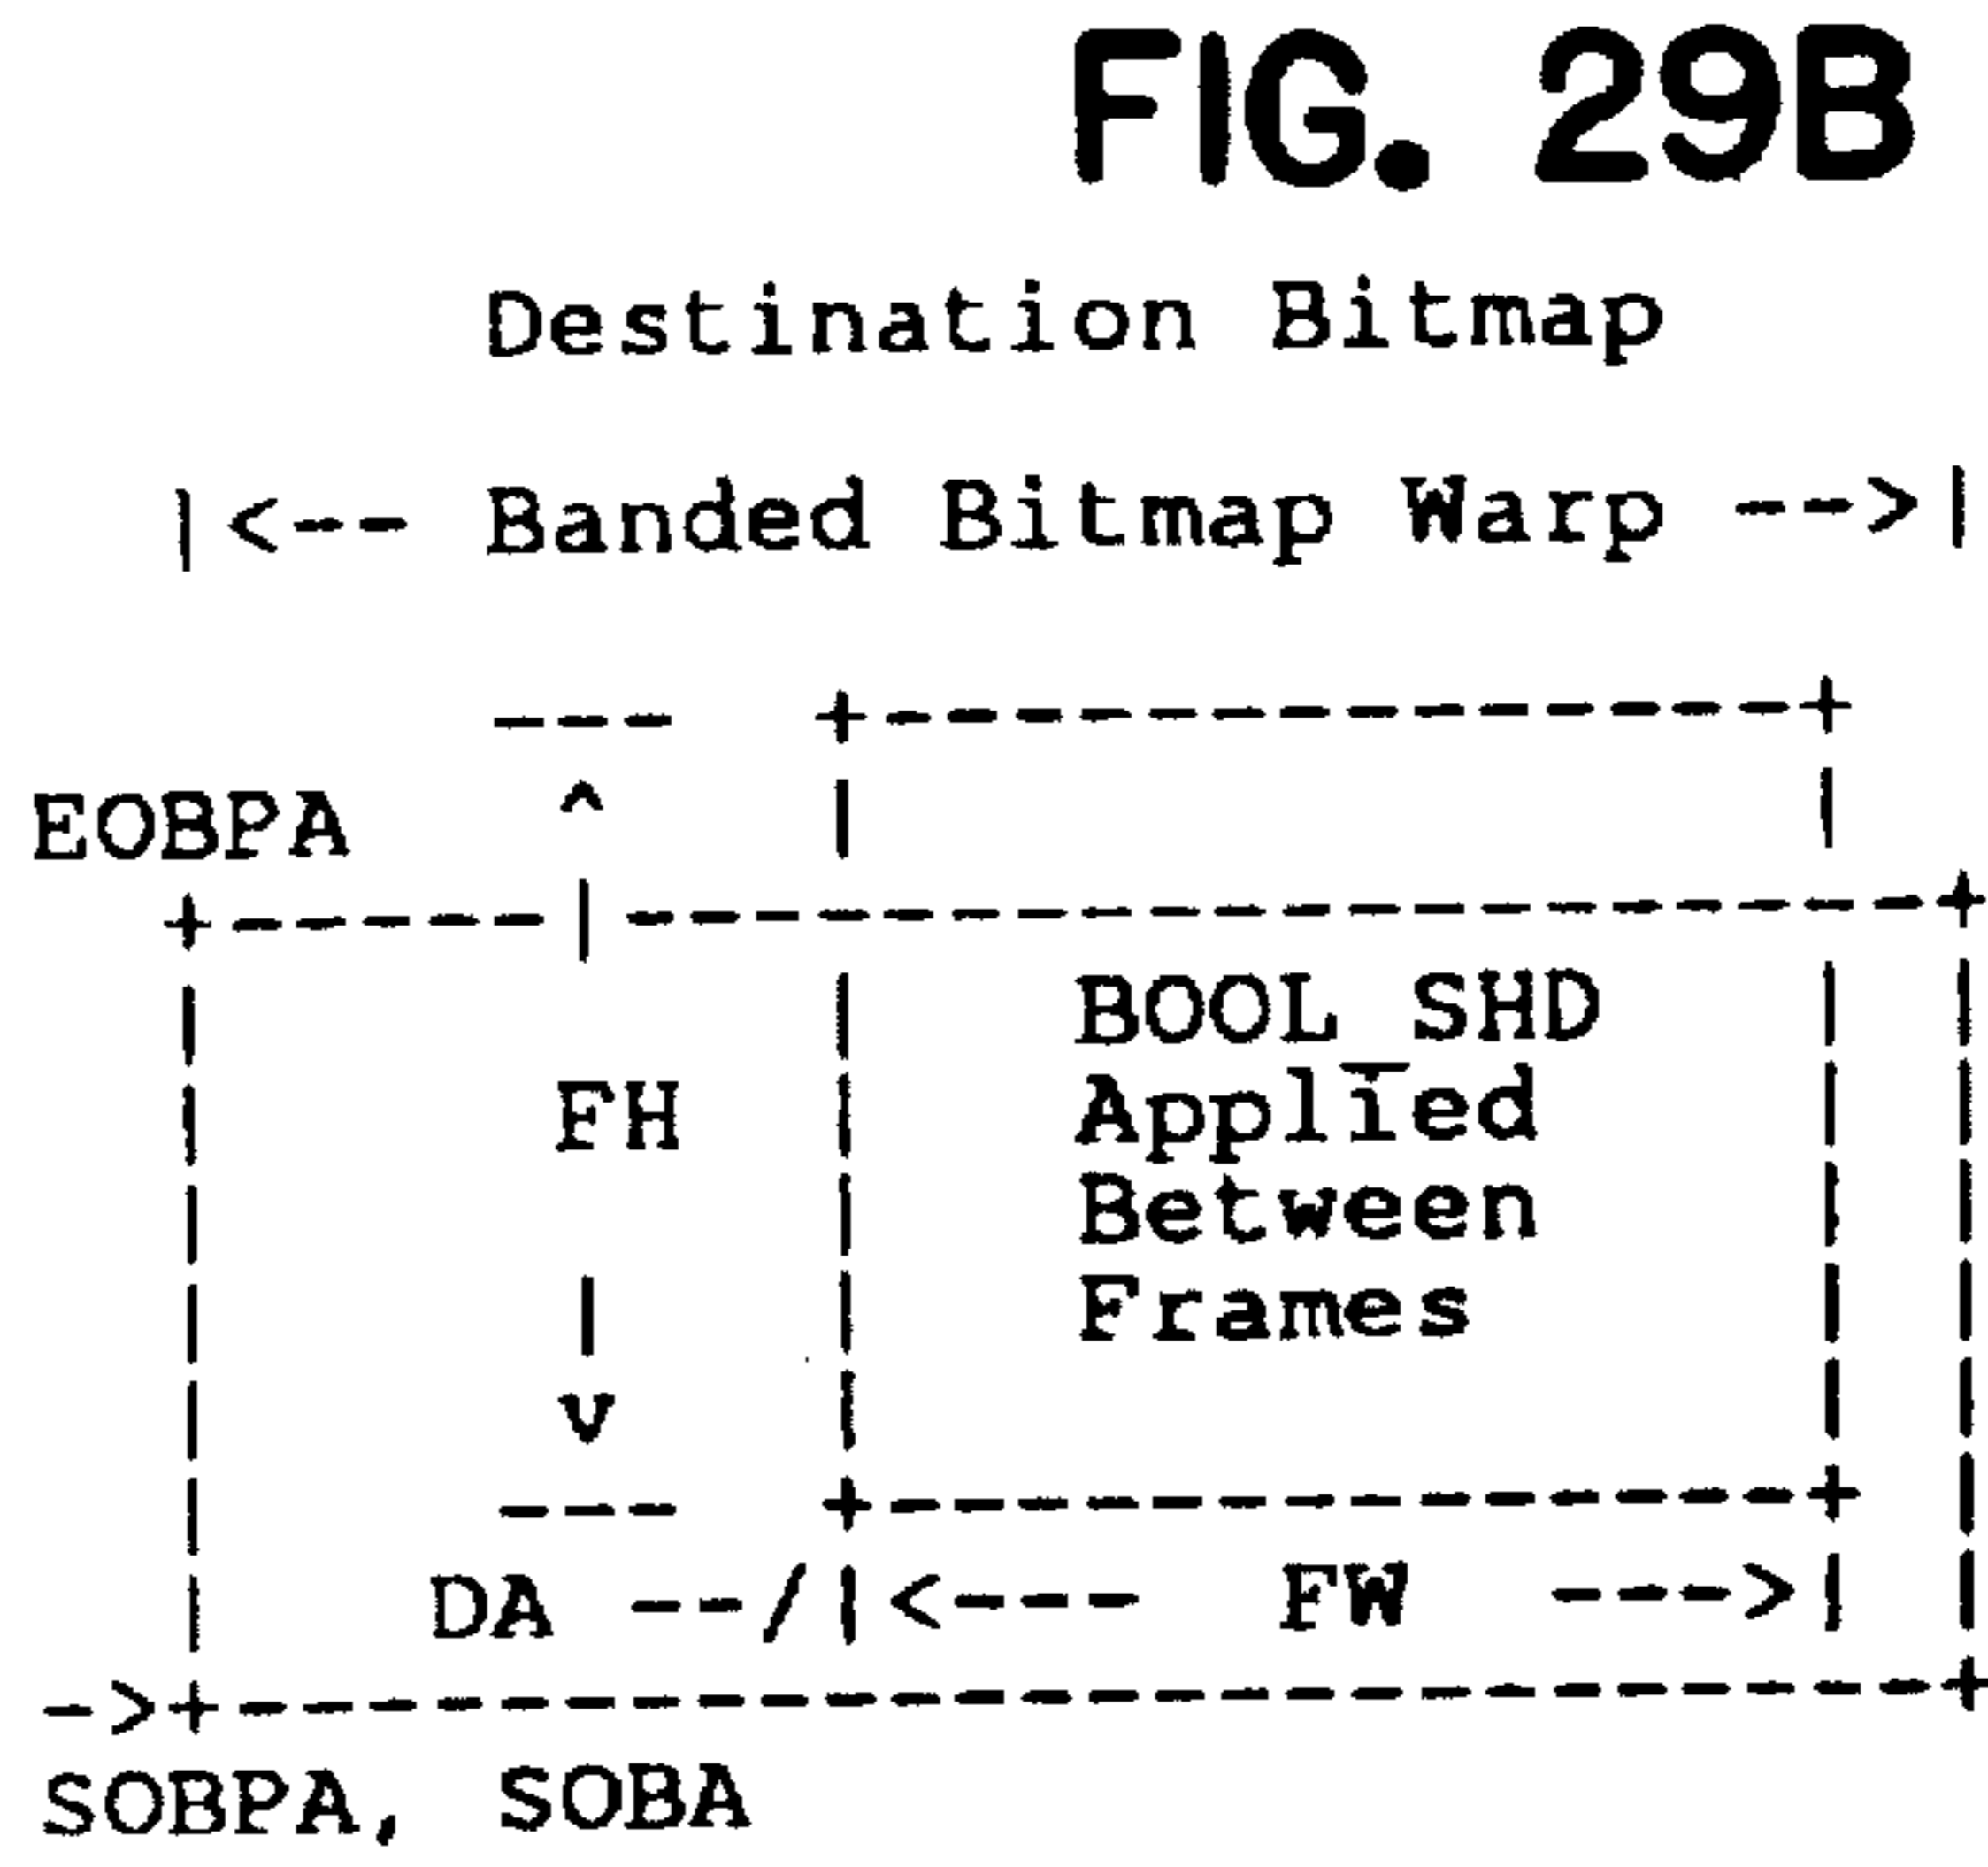 FIG. 29B
Destination Bitmap
|<-- Banded Bitmap Warp -->|
EOBPA
BOOL_SHD
FH
Applied
Between
Frames
DA --/|<--- FW --->|
->+
SOBPA, SOBA